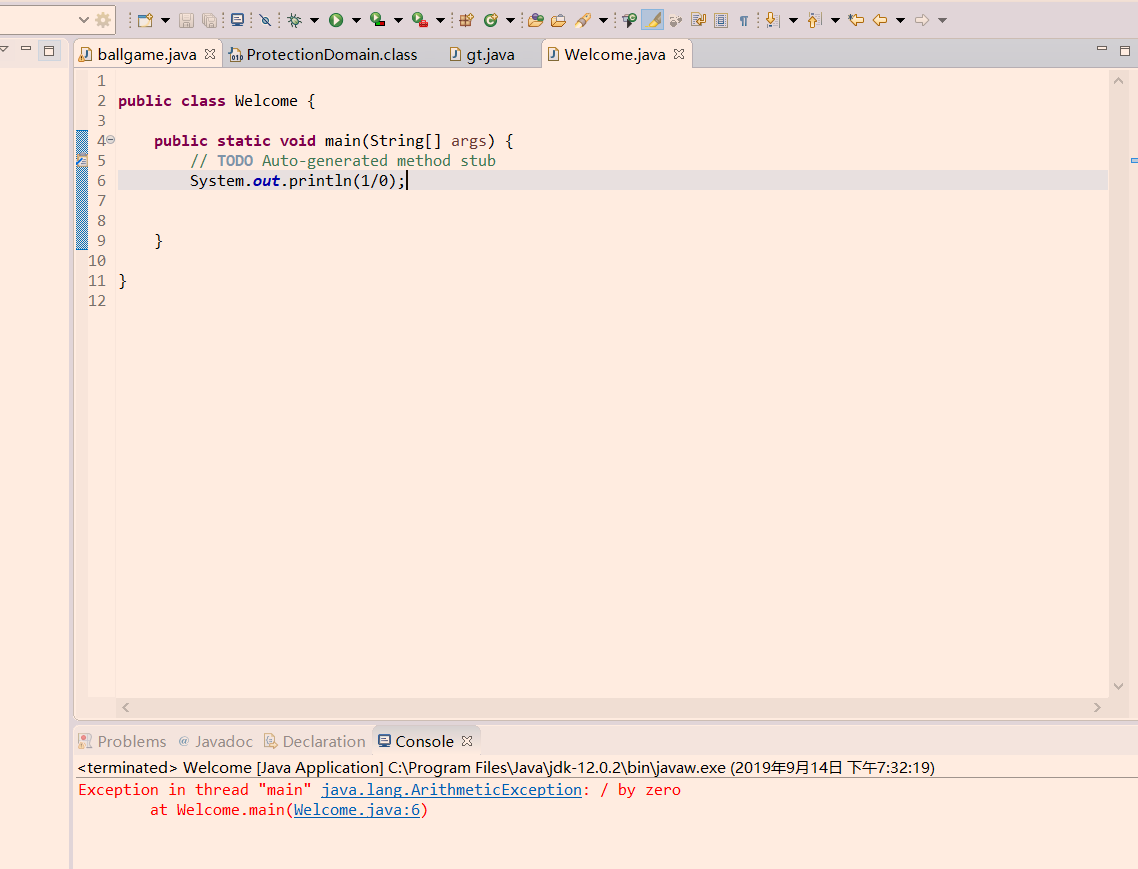 ballgame.java ProtectionDomain.class gt.java Welcome.java
1
2 public class Welcome {
3
4 public static void main(String[] args) {
5 // TODO Auto-generated method stub
6 System.out.println(1/0);
7
8
9 }
10
11 }
12
Problems @ Javadoc Declaration Console
<terminated> Welcome [Java Application] C:\Program Files\Java\jdk-12.0.2\bin\javaw.exe (2019年9月14日 下午7:32:19)
Exception in thread "main" java.lang.ArithmeticException: / by zero
at Welcome.main(Welcome.java:6)